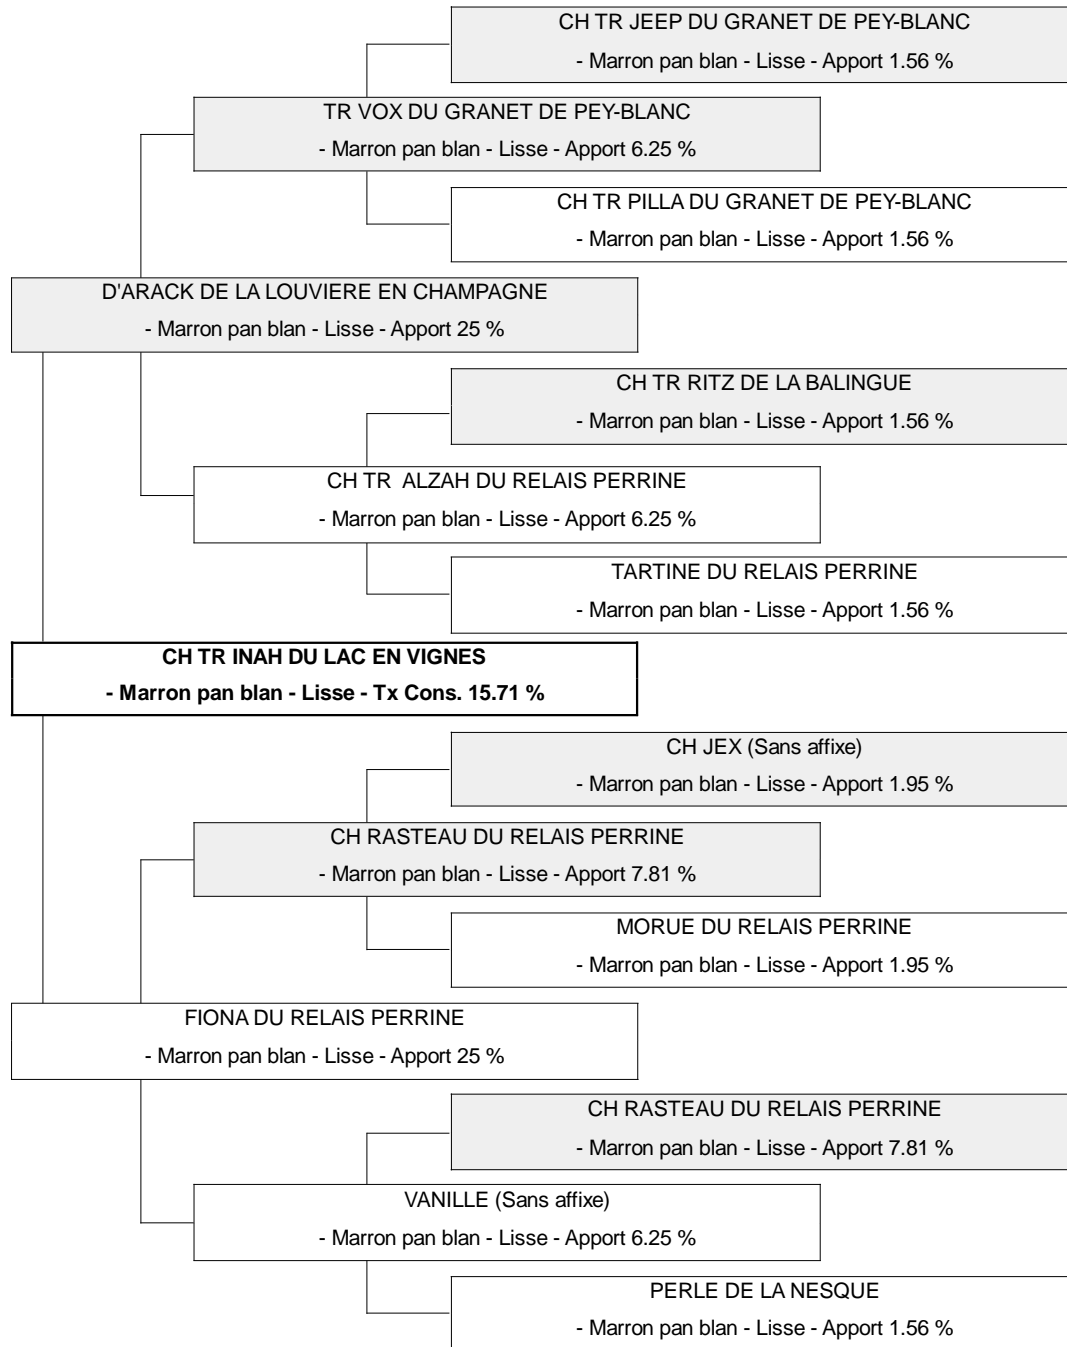 CH TR JEEP DU GRANET DE PEY-BLANC
- Marron pan blan - Lisse - Apport 1.56 %
TR VOX DU GRANET DE PEY-BLANC
- Marron pan blan - Lisse - Apport 6.25 %
CH TR PILLA DU GRANET DE PEY-BLANC
- Marron pan blan - Lisse - Apport 1.56 %
D'ARACK DE LA LOUVIERE EN CHAMPAGNE
- Marron pan blan - Lisse - Apport 25 %
CH TR RITZ DE LA BALINGUE
- Marron pan blan - Lisse - Apport 1.56 %
CH TR  ALZAH DU RELAIS PERRINE
- Marron pan blan - Lisse - Apport 6.25 %
TARTINE DU RELAIS PERRINE
- Marron pan blan - Lisse - Apport 1.56 %
CH TR INAH DU LAC EN VIGNES
- Marron pan blan - Lisse - Tx Cons. 15.71 %
CH JEX (Sans affixe)
- Marron pan blan - Lisse - Apport 1.95 %
CH RASTEAU DU RELAIS PERRINE
- Marron pan blan - Lisse - Apport 7.81 %
MORUE DU RELAIS PERRINE
- Marron pan blan - Lisse - Apport 1.95 %
FIONA DU RELAIS PERRINE
- Marron pan blan - Lisse - Apport 25 %
CH RASTEAU DU RELAIS PERRINE
- Marron pan blan - Lisse - Apport 7.81 %
VANILLE (Sans affixe)
- Marron pan blan - Lisse - Apport 6.25 %
PERLE DE LA NESQUE
- Marron pan blan - Lisse - Apport 1.56 %